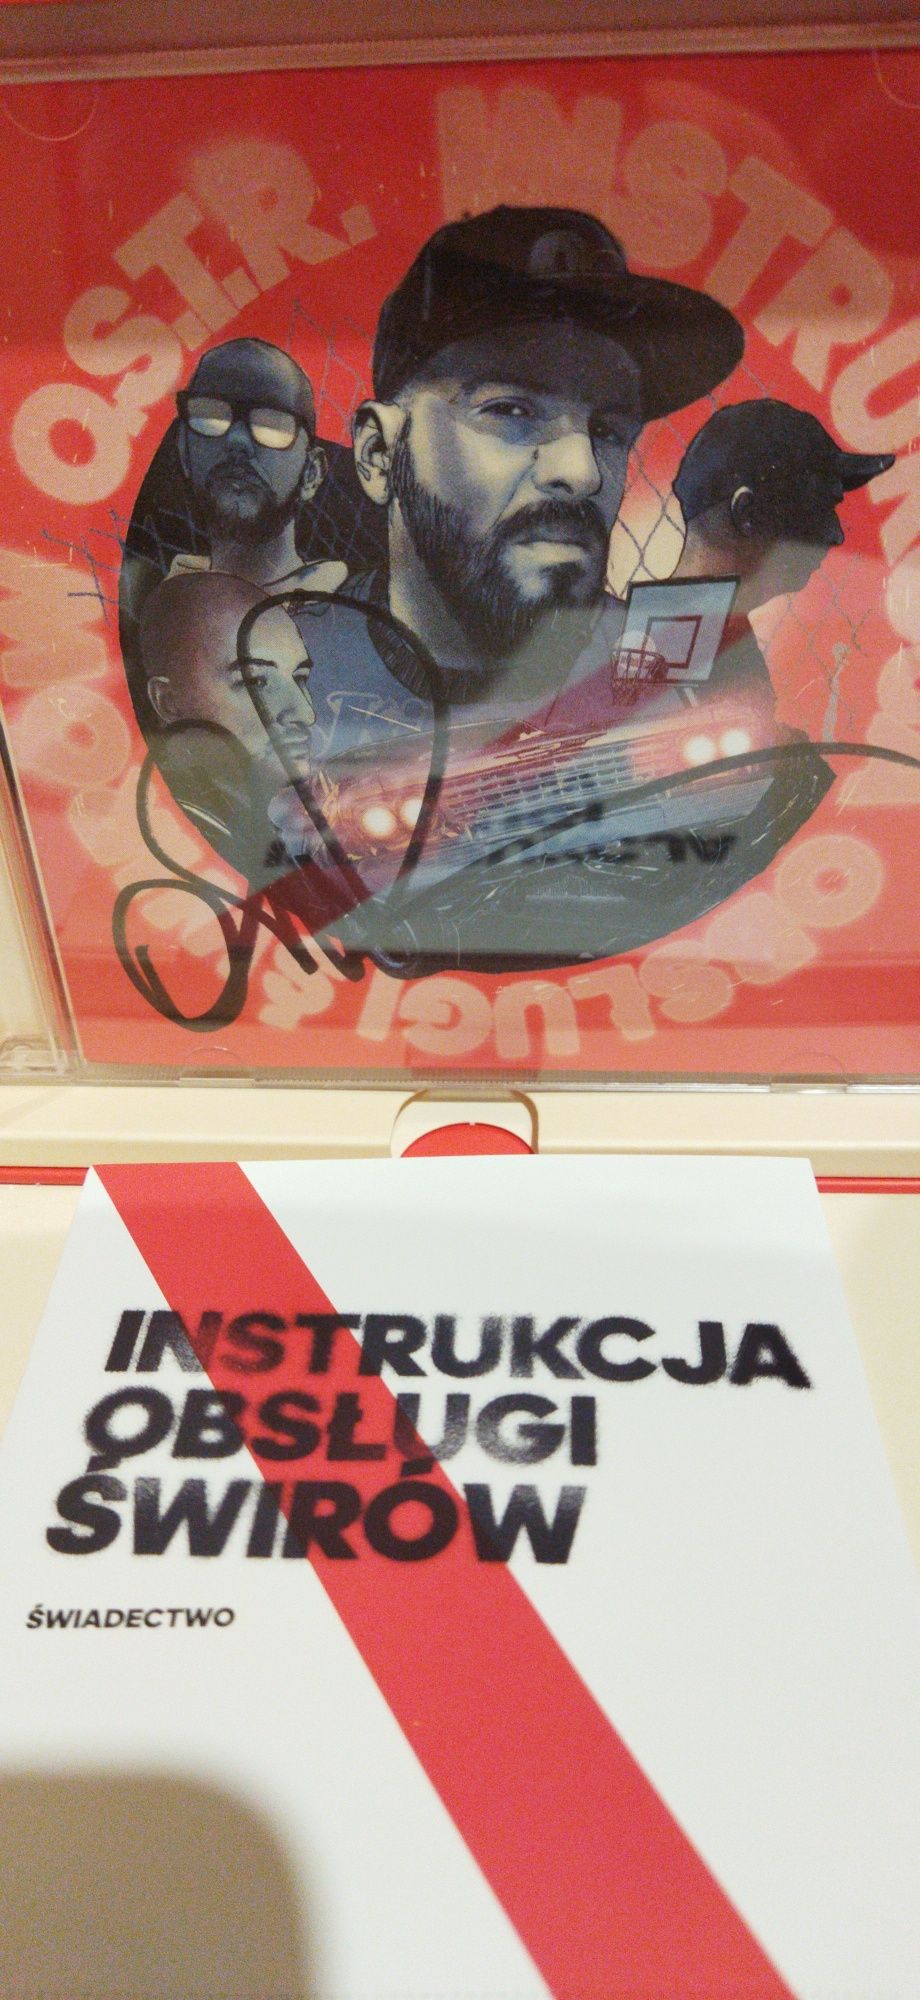 O.S.T.R. INSTRUKCJA OBSŁUGI ŚWIRÓW
INSTRUKCJA
OBSŁUGI
ŚWIRÓW
ŚWIADECTWO